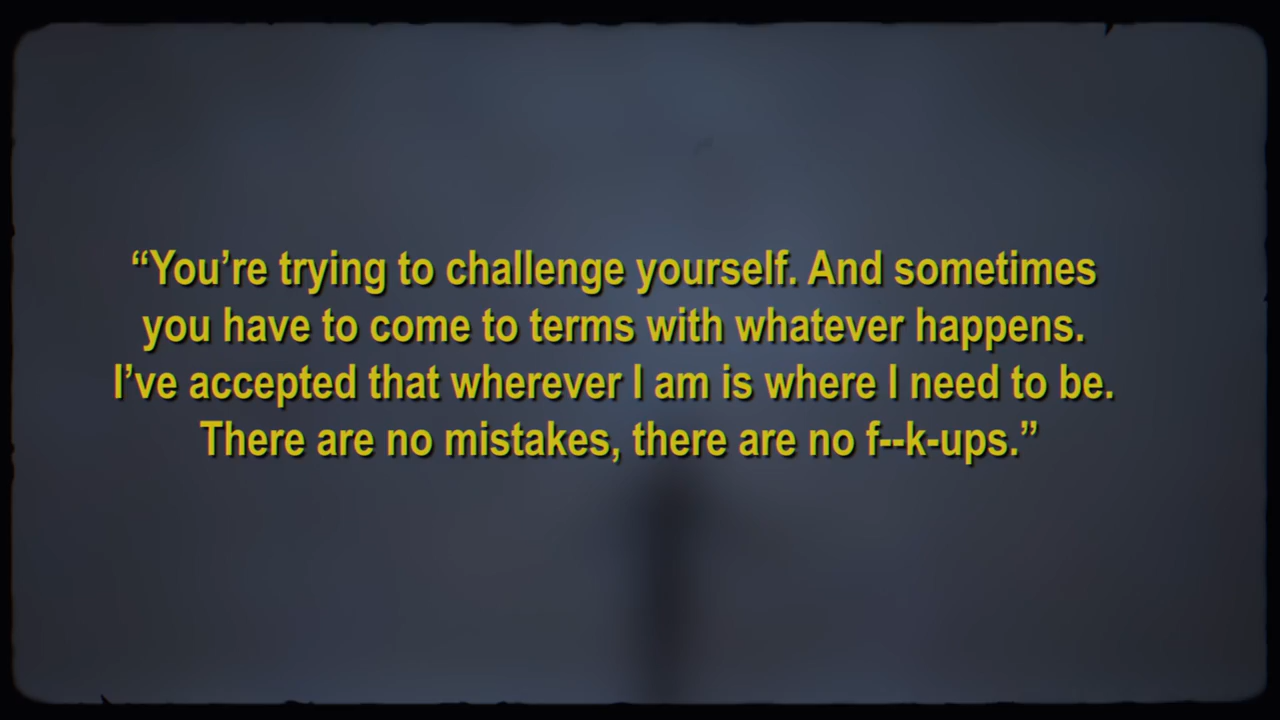 “You’re trying to challenge yourself. And sometimes
you have to come to terms with whatever happens.
I’ve accepted that wherever I am is where I need to be.
There are no mistakes, there are no f--k-ups.”